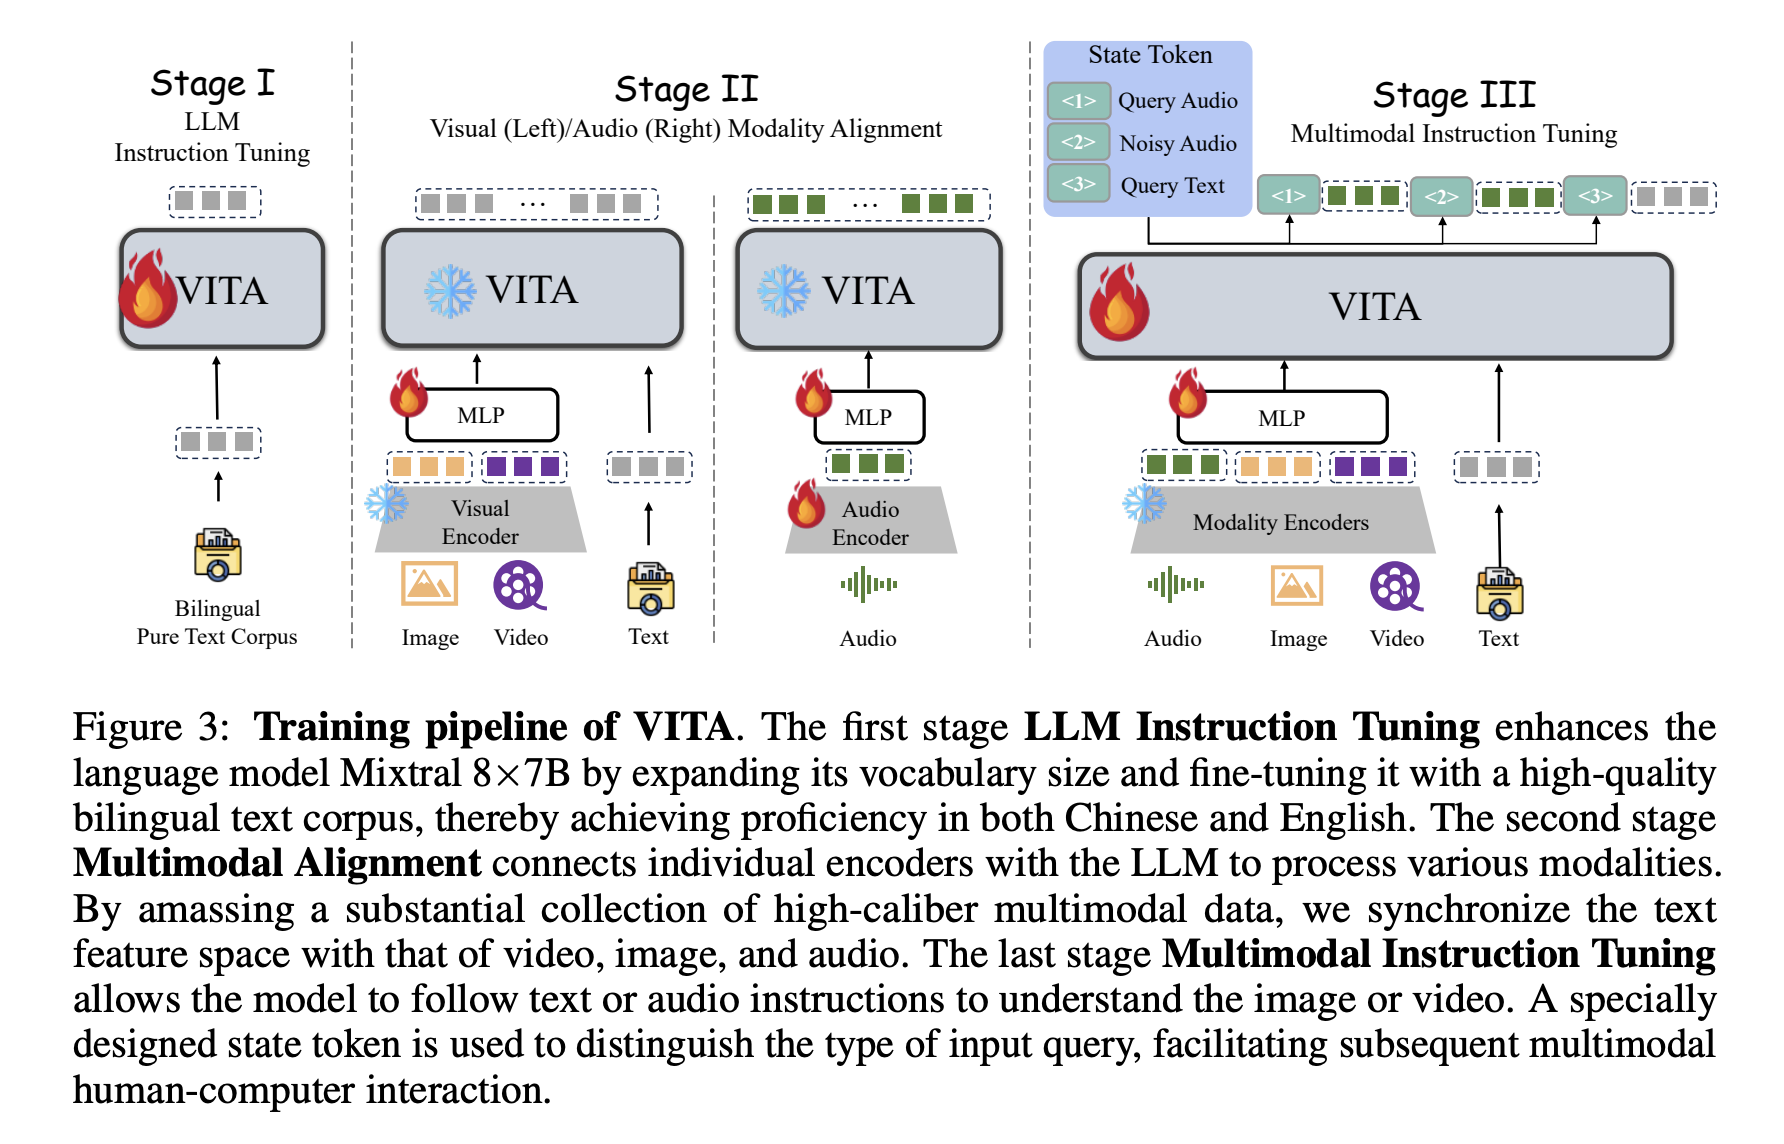 Stage I
LLM
Instruction Tuning
VITA
Bilingual
Pure Text Corpus
Stage II
Visual (Left)/Audio (Right) Modality Alignment
...
VITA
MLP
Visual
Encoder
Image
Video
Text
...
VITA
MLP
Audio
Encoder
Audio
State Token
<1> Query Audio
<2> Noisy Audio
<3> Query Text
Stage III
Multimodal Instruction Tuning
<1> <2> <3>
VITA
MLP
Modality Encoders
Audio
Image
Video
Text
Figure 3: Training pipeline of VITA. The first stage LLM Instruction Tuning enhances the
language model Mixtral 8×7B by expanding its vocabulary size and fine-tuning it with a high-quality
bilingual text corpus, thereby achieving proficiency in both Chinese and English. The second stage
Multimodal Alignment connects individual encoders with the LLM to process various modalities.
By amassing a substantial collection of high-caliber multimodal data, we synchronize the text
feature space with that of video, image, and audio. The last stage Multimodal Instruction Tuning
allows the model to follow text or audio instructions to understand the image or video. A specially
designed state token is used to distinguish the type of input query, facilitating subsequent multimodal
human-computer interaction.